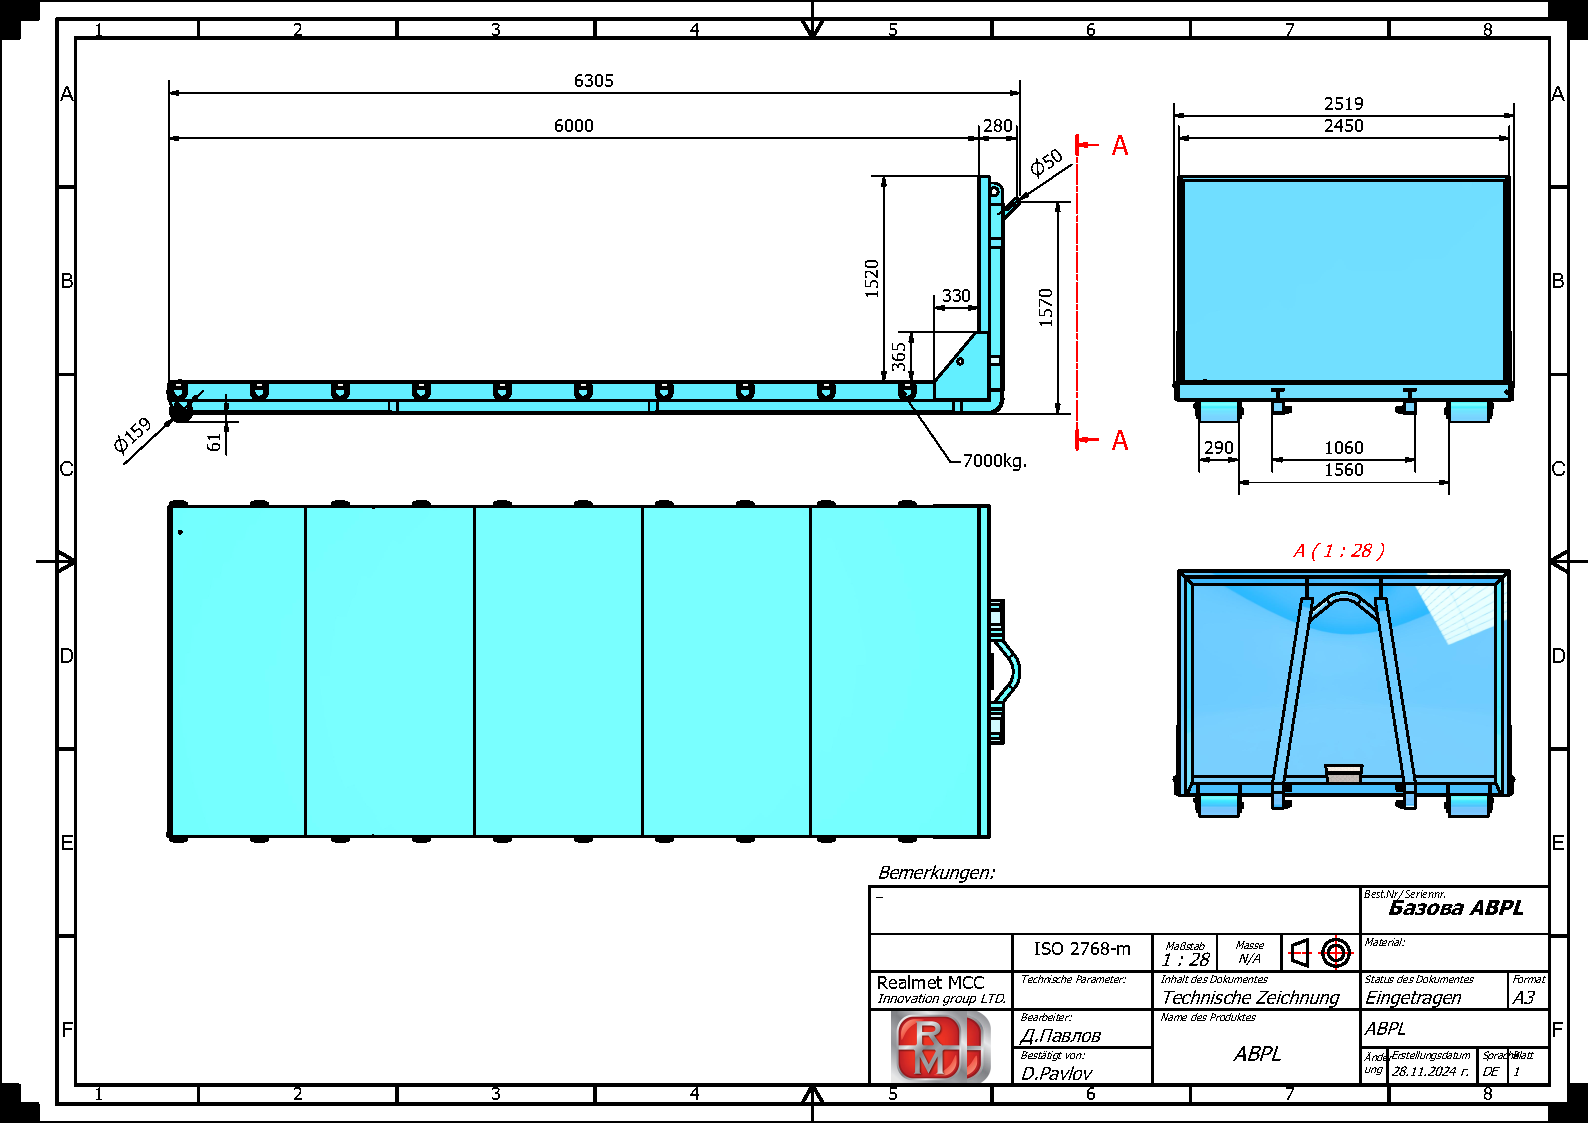 1 2 3 4 5 6 7 8
A A
B B
C C
D D
E E
F F
6305
6000
280
Ø50
A
1520
330
365
1570
Ø159
61
7000kg.
A
2519
2450
290
1060
1560
A ( 1 : 28 )
Bemerkungen:
–
Best.Nr/ Seriennr.
Базова ABPL
ISO 2768-m
Maßstab
1 : 28
Masse
N/A
Material:
Realmet MCC
Innovation group LTD.
Technische Parameter:
Inhalt des Dokumentes
Technische Zeichnung
Status des Dokumentes
Eingetragen
Format
A3
RM
Bearbeiter:
Д.Павлов
Bestätigt von:
D.Pavlov
Name des Produktes
ABPL
ABPL
Änderung
Erstellungsdatum
28.11.2024 г.
Sprache
DE
Blatt
1
1 2 3 4 5 6 7 8